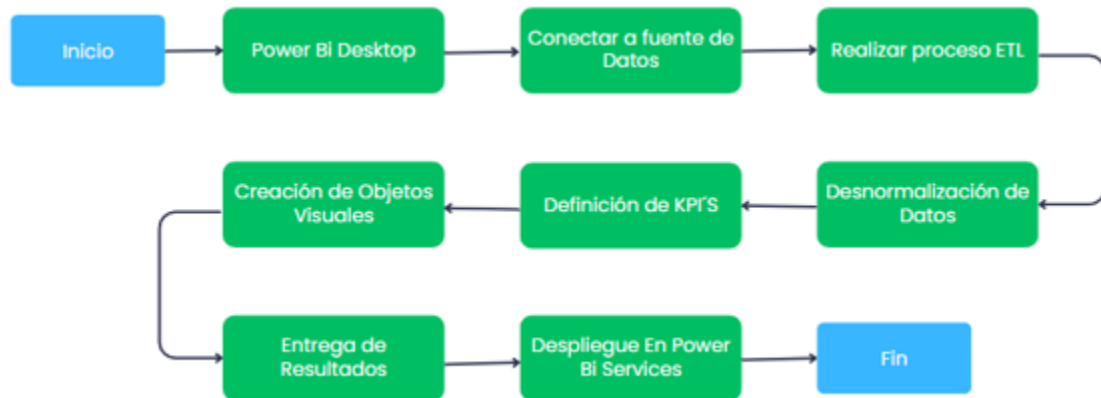 Inicio
Power Bi Desktop
Conectar a fuente de
Datos
Realizar proceso ETL
Desnormalización de
Datos
Definición de KPI´S
Creación de Objetos
Visuales
Entrega de
Resultados
Despliegue En Power
Bi Services
Fin